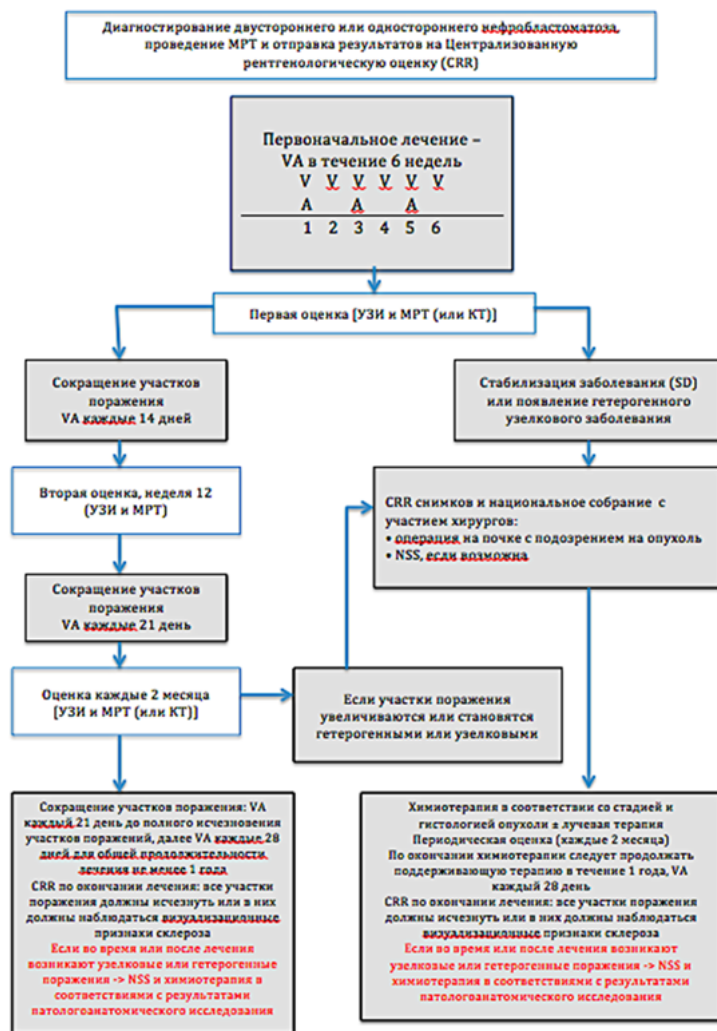 Диагностирование двустороннего или одностороннего нефробластоматоза,
проведение МРТ и отправка результатов на Централизованную
рентгенологическую оценку (CRR)
Первоначальное лечение –
VA в течение 6 недель
V V V V V V
A A A
1 2 3 4 5 6
Первая оценка [УЗИ и МРТ (или КТ)]
Сокращение участков
поражения
VA каждые 14 дней
Стабилизация заболевания (SD)
или появление гетерогенного
узелкового заболевания
Вторая оценка, неделя 12
(УЗИ и МРТ)
CRR снимков и национальное собрание с
участием хирургов:
• операция на почке с подозрением на опухоль
• NSS, если возможна
Сокращение участков
поражения
VA каждые 21 день
Оценка каждые 2 месяца
[УЗИ и МРТ (или КТ)]
Если участки поражения
увеличиваются или становятся
гетерогенными или узелковыми
Сокращение участков поражения: VA
каждый 21 день до полного исчезновения
участков поражений, далее VA каждые 28
дней для общей продолжительности
лечения не менее 1 года
CRR по окончании лечения: все участки
поражения должны исчезнуть или в них
должны наблюдаться визуализационные
признаки склероза
Если во время или после лечения
возникают узелковые или гетерогенные
поражения -> NSS и химиотерапия в
соответствиями с результатами
патологоанатомического исследования
Химиотерапия в соответствии со стадией и
гистологией опухоли ± лучевая терапия
Периодическая оценка (каждые 2 месяца)
По окончании химиотерапии следует продолжать
поддерживающую терапию в течение 1 года, VA
каждый 28 день
CRR по окончании лечения: все участки поражения
должны исчезнуть или в них должны наблюдаться
визуализационные признаки склероза
Если во время или после лечения возникают
узелковые или гетерогенные поражения -> NSS и
химиотерапия в соответствиями с результатами
патологоанатомического исследования